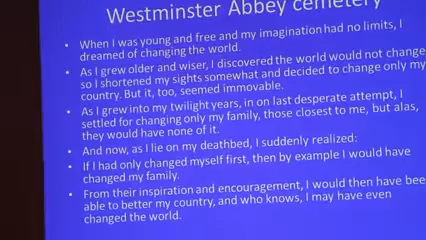 Westminster Abbey cemetery
• When I was young and free and my imagination had no limits, I
dreamed of changing the world.
• As I grew older and wiser, I discovered the world would not change
so I shortened my sights somewhat and decided to change only my
country. But it, too, seemed immovable.
• As I grew into my twilight years, in on last desperate attempt, I
settled for changing only my family, those closest to me, but alas,
they would have none of it.
• And now, as I lie on my deathbed, I suddenly realized:
• If I had only changed myself first, then by example I would have
changed my family.
• From their inspiration and encouragement, I would then have bee
able to better my country, and who knows, I may have even
changed the world.